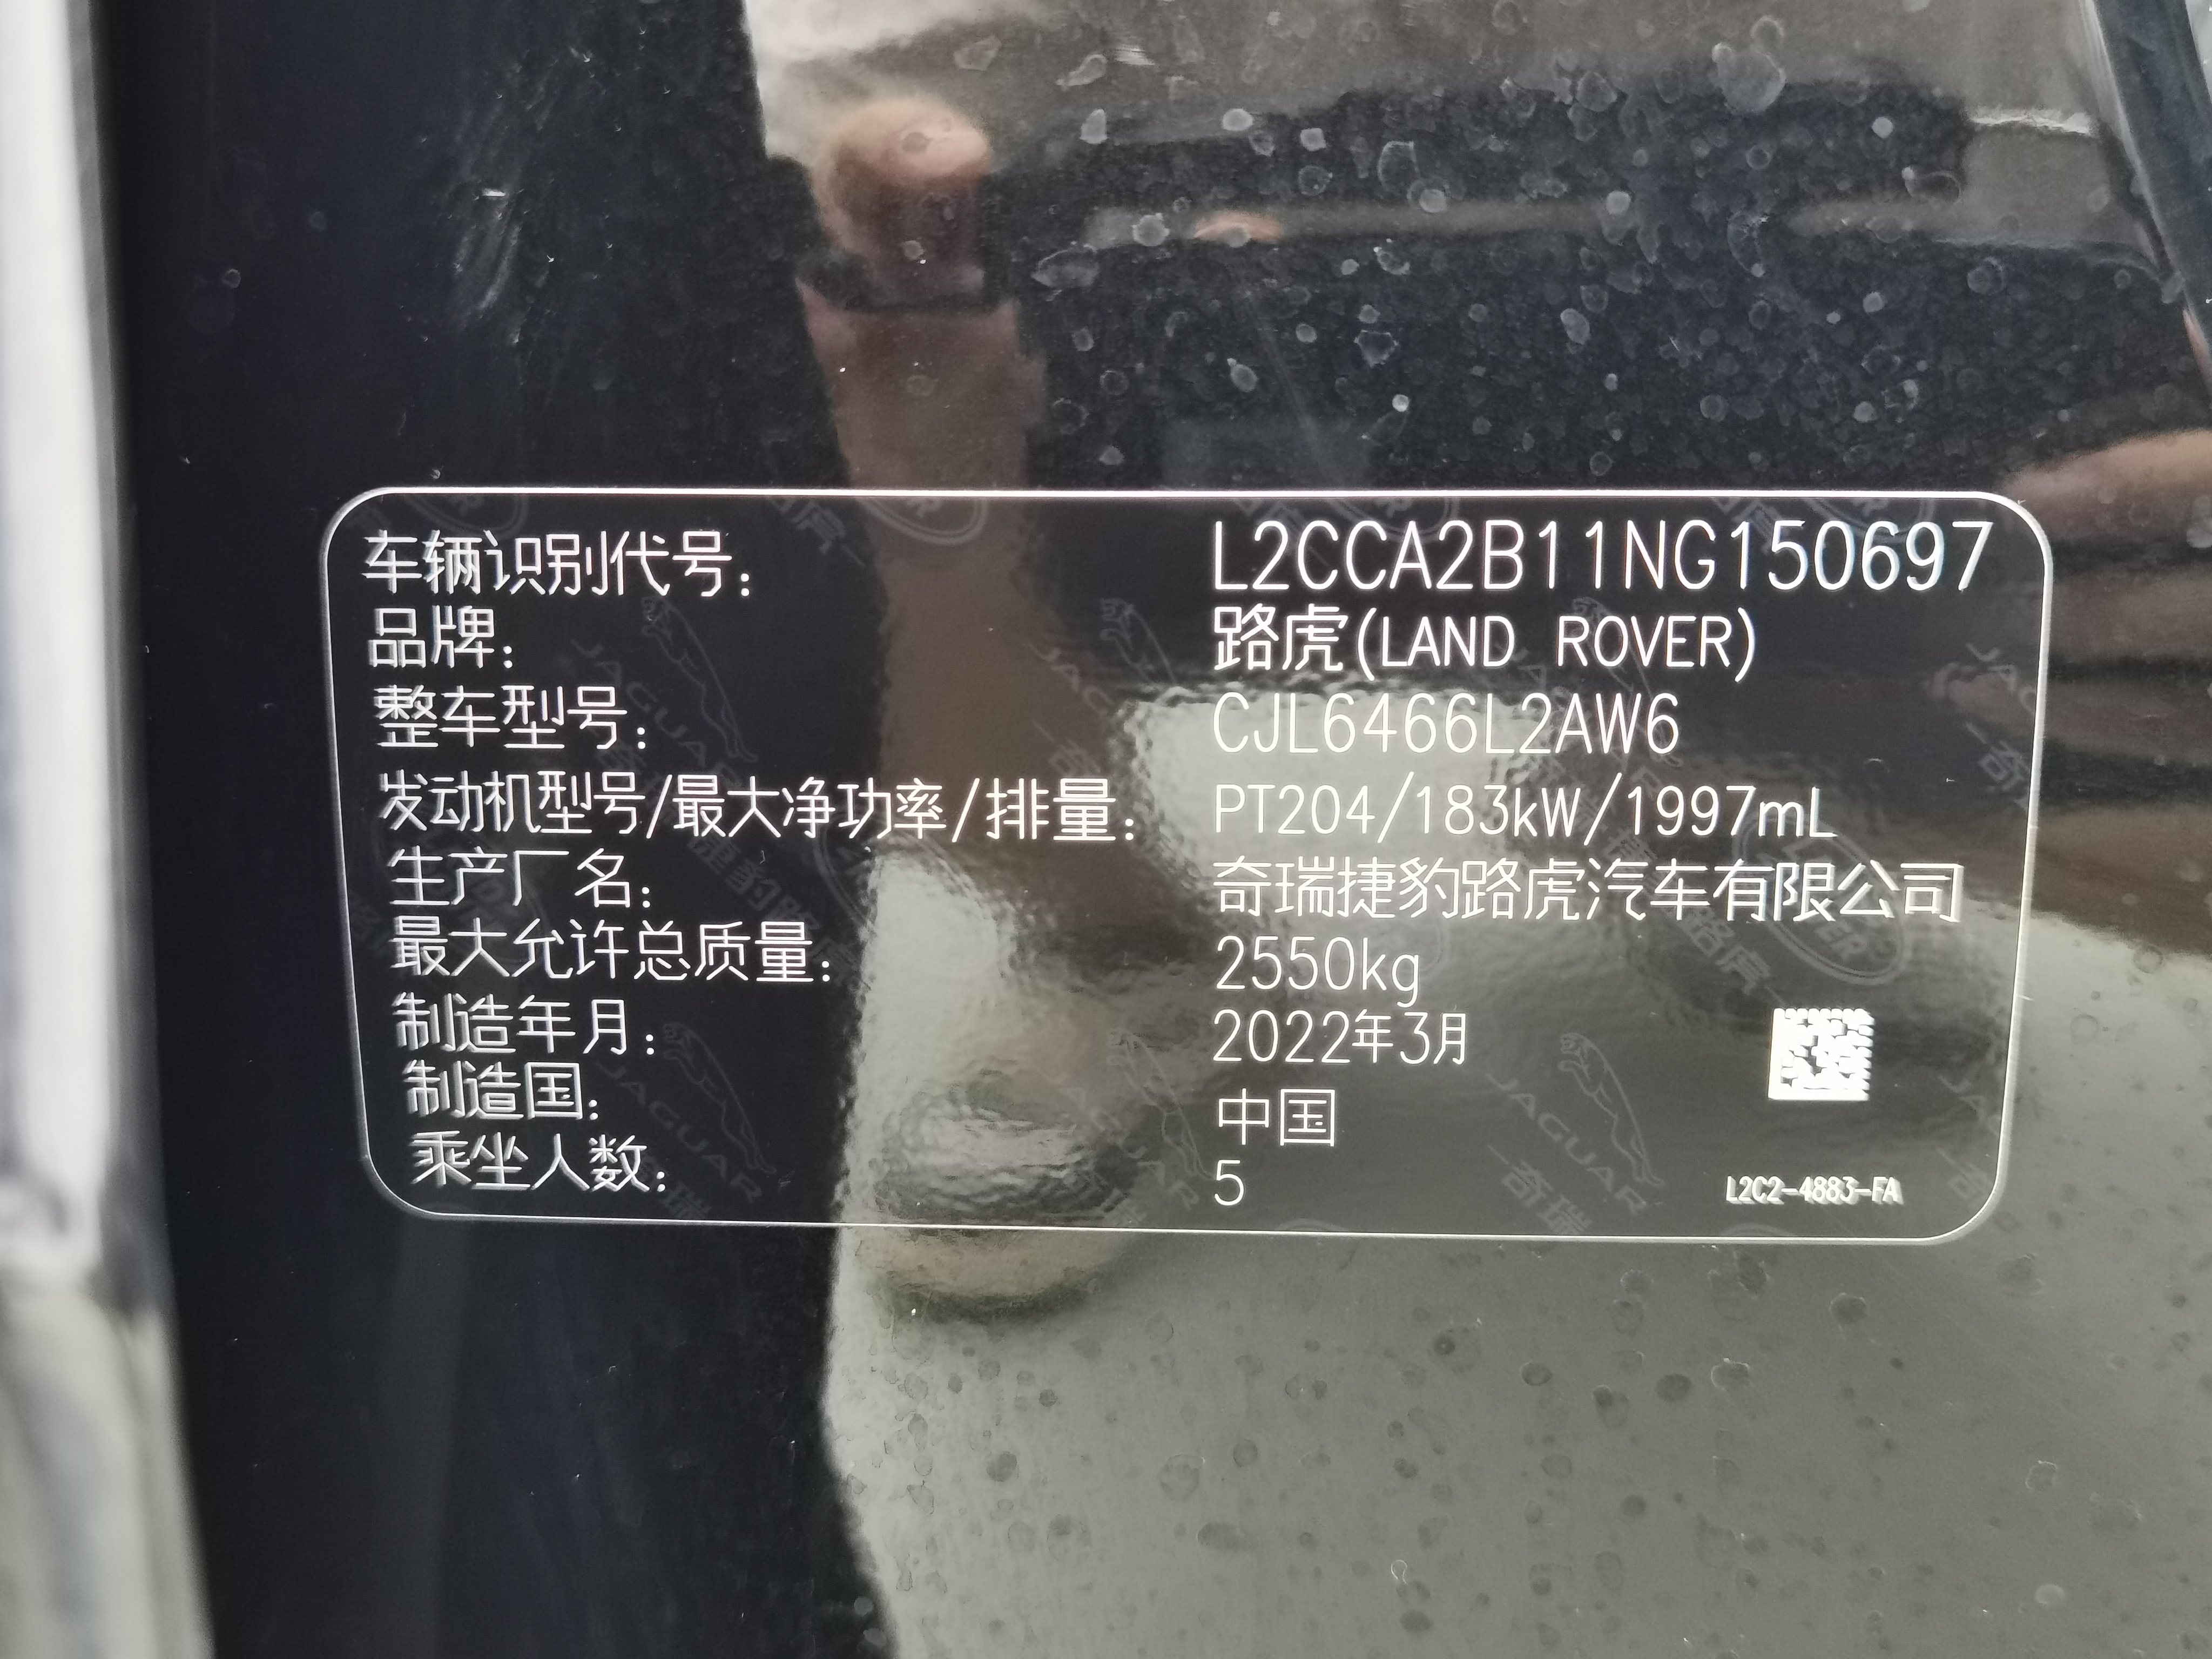 车辆识别代号: L2CCA2B11NG150697
品牌: 路虎(LAND ROVER)
整车型号: CJL6466L2AW6
发动机型号/最大净功率/排量: PT204/183kW/1997mL
生产厂名: 奇瑞捷豹路虎汽车有限公司
最大允许总质量: 2550kg
制造年月: 2022年3月
制造国: 中国
乘坐人数: 5
L2C2-4883-FA